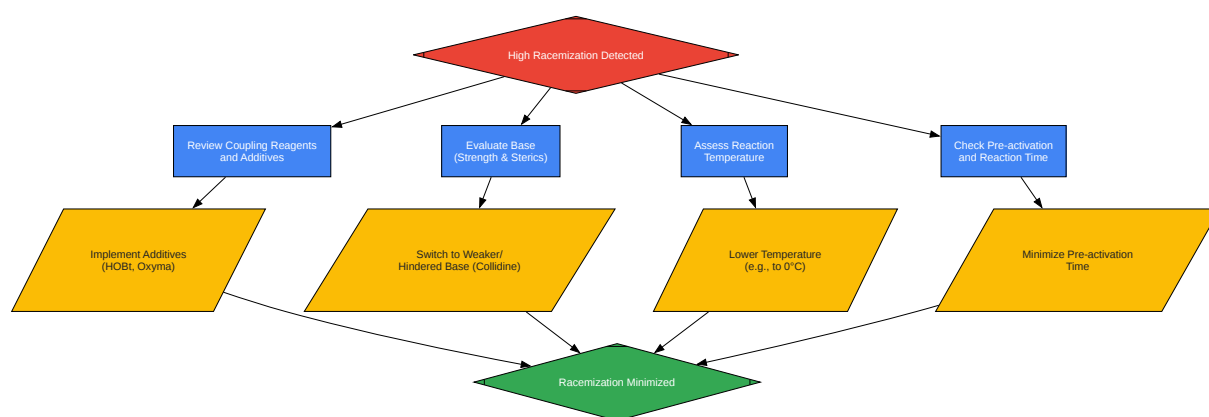 High Racemization Detected
Review Coupling Reagents
and Additives
Evaluate Base
(Strength & Sterics)
Assess Reaction
Temperature
Check Pre-activation
and Reaction Time
Implement Additives
(HOBt, Oxyma)
Switch to Weaker/
Hindered Base (Collidine)
Lower Temperature
(e.g., to 0°C)
Minimize Pre-activation
Time
Racemization Minimized